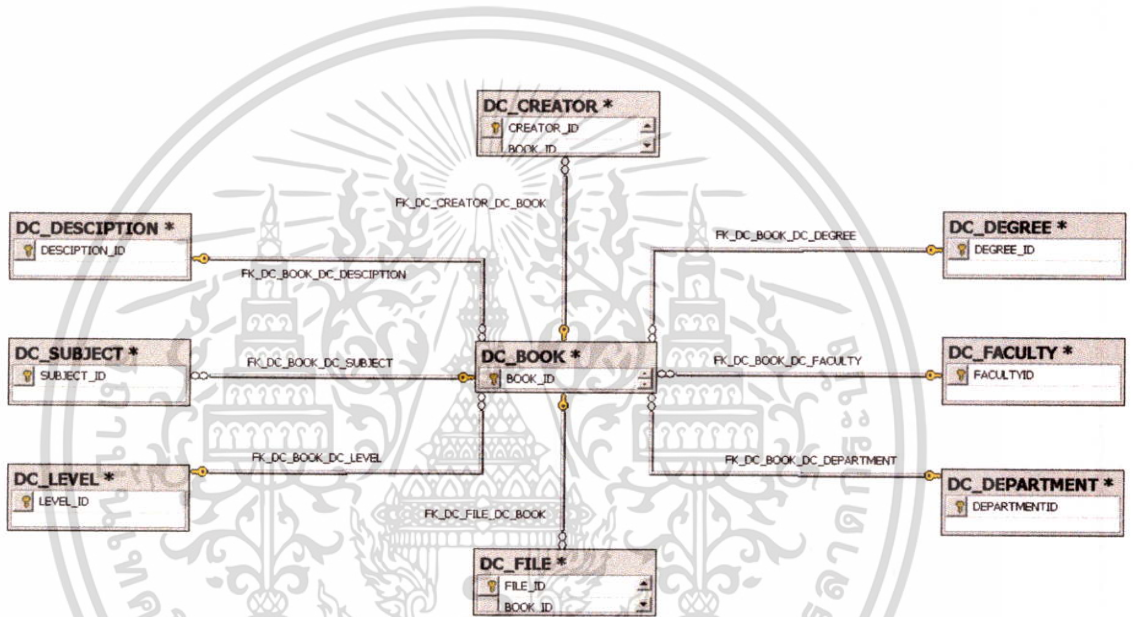 DC_CREATOR *
CREATOR_ID
BOOK_ID
FK_DC_CREATOR_DC_BOOK
DC_DESCIPTION *
DESCIPTION_ID
FK_DC_BOOK_DC_DESCIPTION
DC_DEGREE *
DEGREE_ID
FK_DC_BOOK_DC_DEGREE
DC_SUBJECT *
SUBJECT_ID
FK_DC_BOOK_DC_SUBJECT
DC_BOOK *
BOOK_ID
FK_DC_BOOK_DC_FACULTY
DC_FACULTY *
FACULTYID
DC_LEVEL *
LEVEL_ID
FK_DC_BOOK_DC_LEVEL
FK_DC_BOOK_DC_DEPARTMENT
DC_DEPARTMENT *
DEPARTMENTID
FK_DC_FILE_DC_BOOK
DC_FILE *
FILE_ID
BOOK_ID